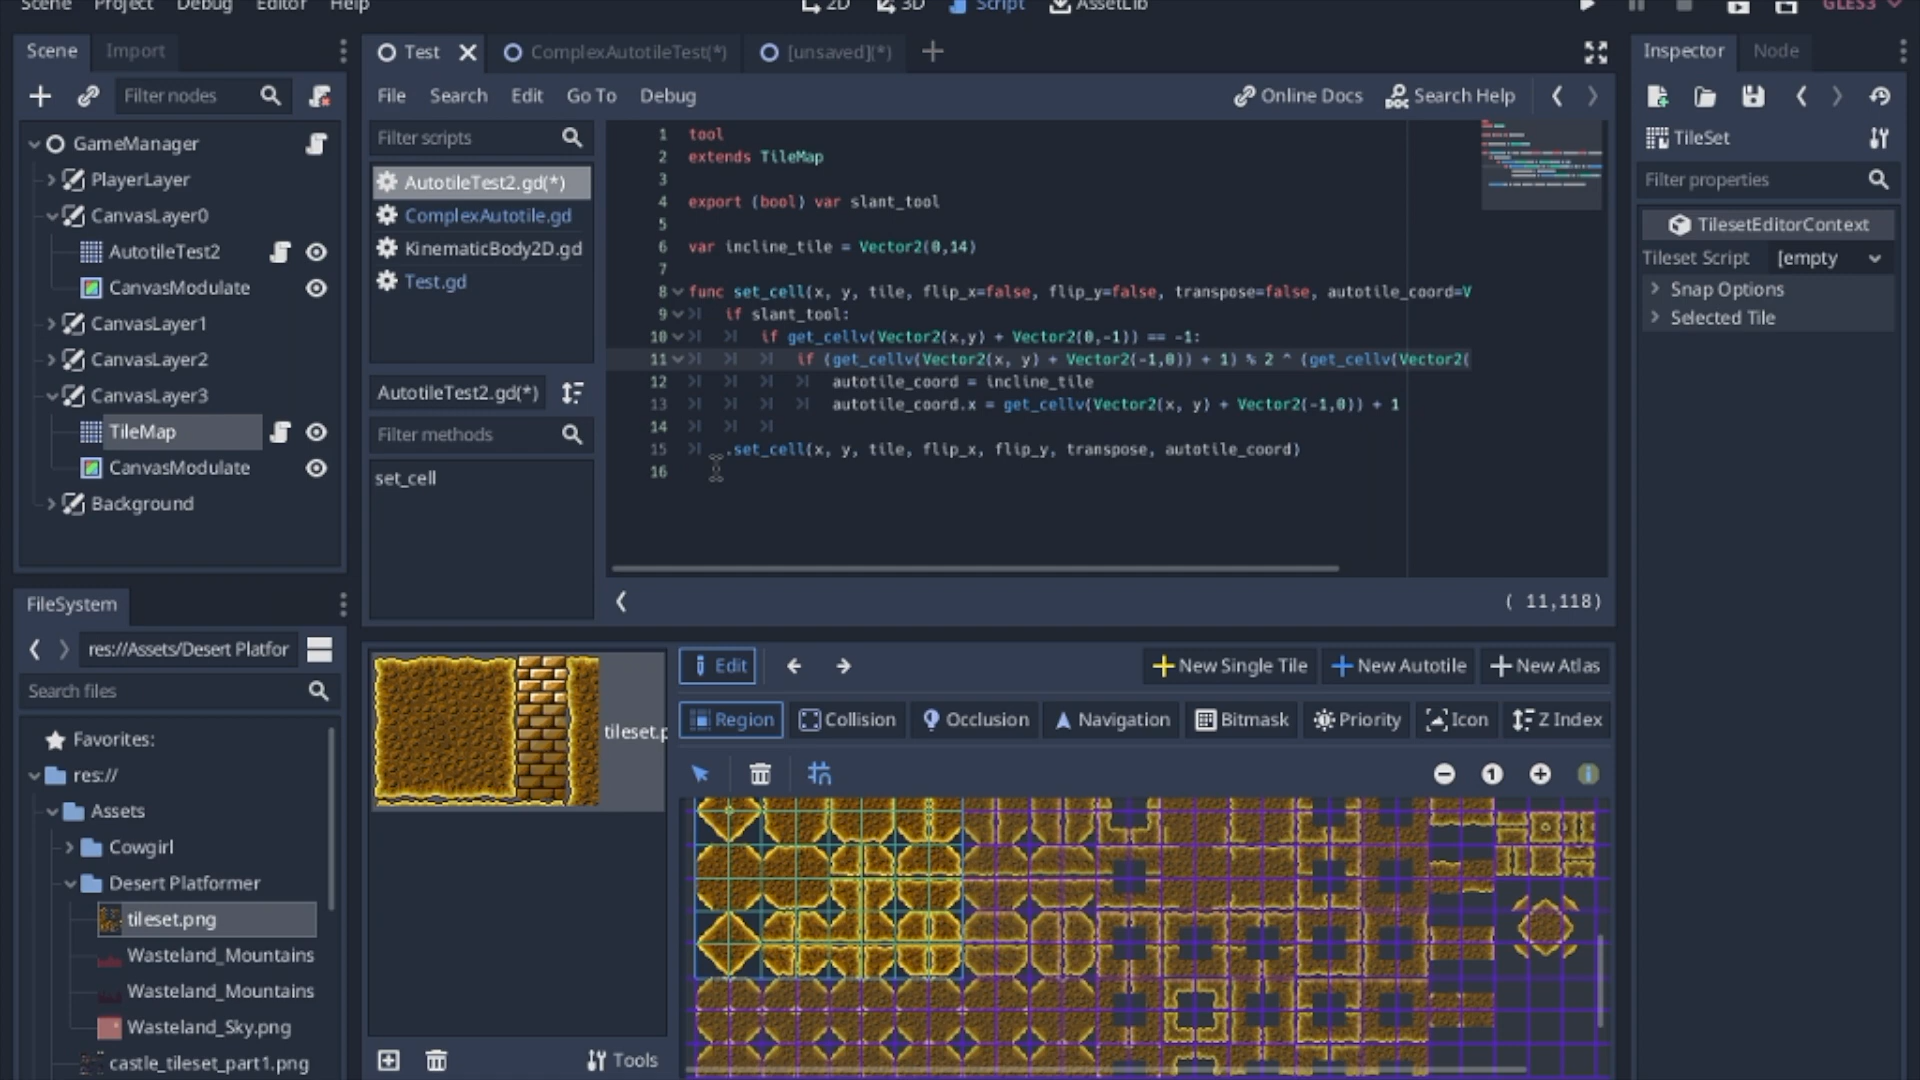 Scene Project Debug Editor Help
2D 3D Script AssetLib
GLES3
Scene Import
Filter nodes
GameManager
PlayerLayer
CanvasLayer0
AutotileTest2
CanvasModulate
CanvasLayer1
CanvasLayer2
CanvasLayer3
TileMap
CanvasModulate
Background
FileSystem
res://Assets/Desert Platfor
Search files
Favorites:
res://
Assets
Cowgirl
Desert Platformer
tileset.png
Wasteland_Mountains
Wasteland_Mountains
Wasteland_Sky.png
castle_tileset_part1.png
Test ComplexAutotileTest(*) [unsaved](*)
File Search Edit Go To Debug
Online Docs Search Help
Filter scripts
AutotileTest2.gd(*)
ComplexAutotile.gd
KinematicBody2D.gd
Test.gd
AutotileTest2.gd(*)
Filter methods
set_cell
1 tool
2 extends TileMap
3
4 export (bool) var slant_tool
5
6 var incline_tile = Vector2(0,14)
7
8 func set_cell(x, y, tile, flip_x=false, flip_y=false, transpose=false, autotile_coord=V
9 if slant_tool:
10 if get_cellv(Vector2(x,y) + Vector2(0,-1)) == -1:
11 if (get_cellv(Vector2(x, y) + Vector2(-1,0)) + 1) % 2 ^ (get_cellv(Vector2(
12 autotile_coord = incline_tile
13 autotile_coord.x = get_cellv(Vector2(x, y) + Vector2(-1,0)) + 1
14
15 .set_cell(x, y, tile, flip_x, flip_y, transpose, autotile_coord)
16
( 11,118)
tileset.p
Tools
Edit
New Single Tile New Autotile New Atlas
Region Collision Occlusion Navigation Bitmask Priority Icon Z Index
1
Inspector Node
TileSet
Filter properties
TilesetEditorContext
Tileset Script [empty
Snap Options
Selected Tile